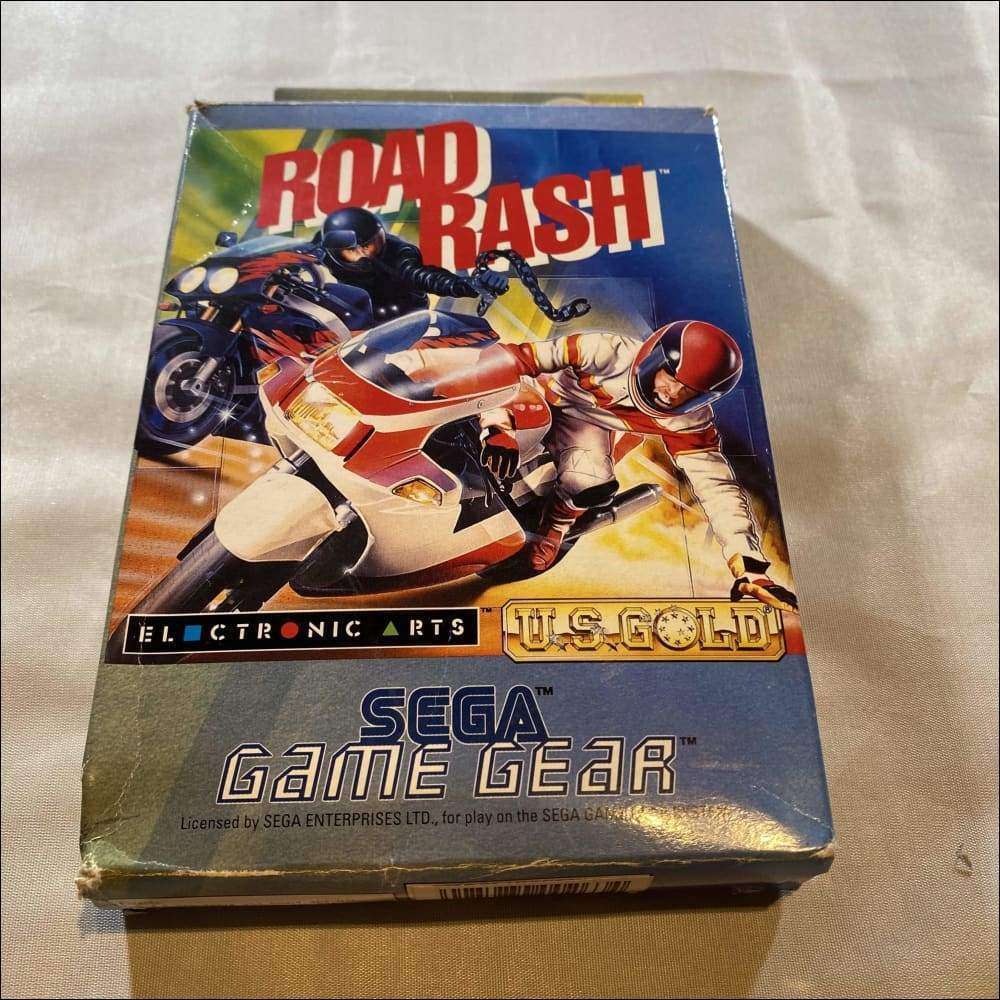 ROAD
RASH™
ELECTRONIC ARTS™
U.S. GOLD®
SEGA™
GAME GEAR™
Licensed by SEGA ENTERPRISES LTD., for play on the SEGA